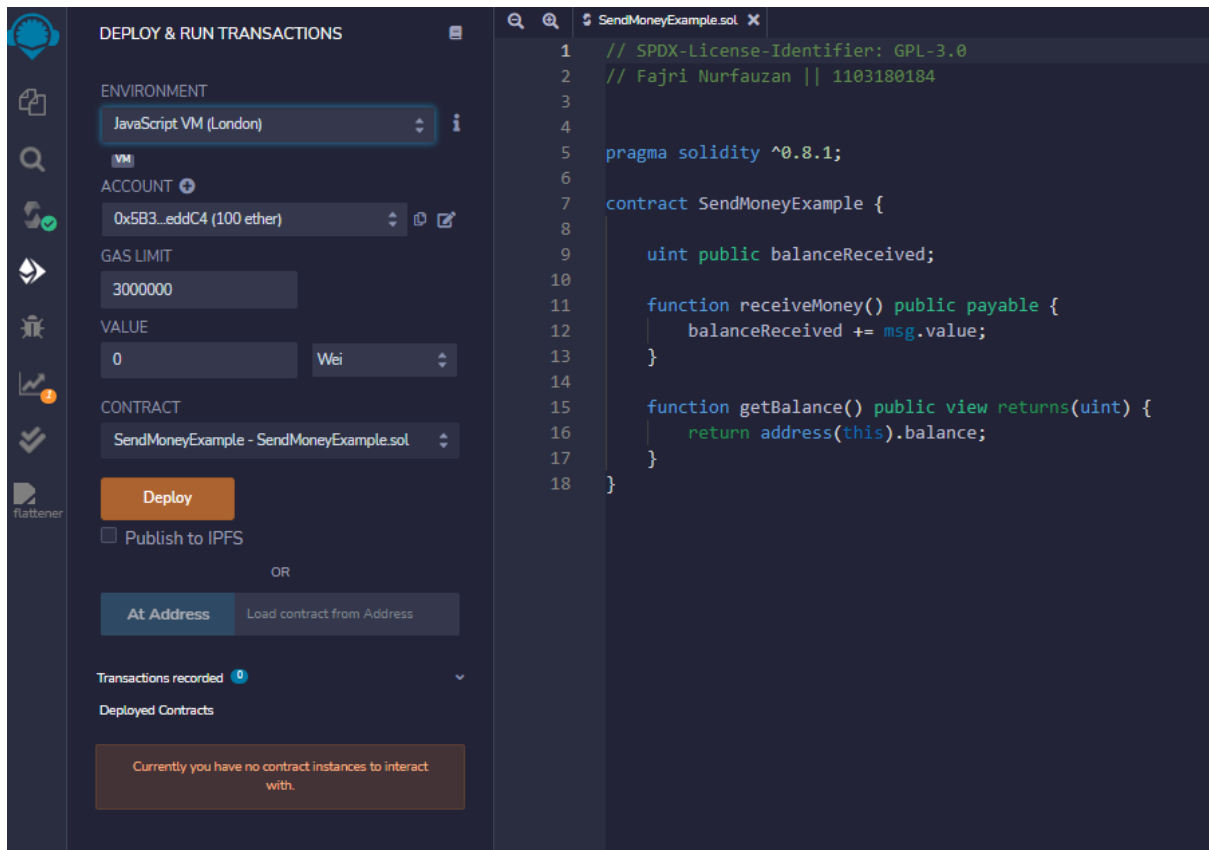 DEPLOY & RUN TRANSACTIONS
ENVIRONMENT
JavaScript VM (London)
VM
ACCOUNT
0x5B3...eddC4 (100 ether)
GAS LIMIT
3000000
VALUE
0 Wei
CONTRACT
SendMoneyExample - SendMoneyExample.sol
Deploy
Publish to IPFS
OR
At Address Load contract from Address
Transactions recorded 0
Deployed Contracts
Currently you have no contract instances to interact
with.
flattener
1
SendMoneyExample.sol
1 // SPDX-License-Identifier: GPL-3.0
2 // Fajri Nurfauzan || 1103180184
3
4
5 pragma solidity ^0.8.1;
6
7 contract SendMoneyExample {
8
9 uint public balanceReceived;
10
11 function receiveMoney() public payable {
12 balanceReceived += msg.value;
13 }
14
15 function getBalance() public view returns(uint) {
16 return address(this).balance;
17 }
18 }